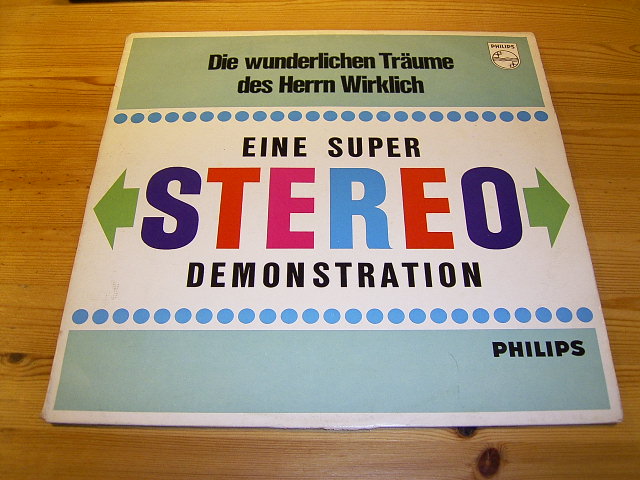 Die wunderlichen Träume
des Herrn Wirklich
PHILIPS
EINE SUPER
STEREO
DEMONSTRATION
PHILIPS